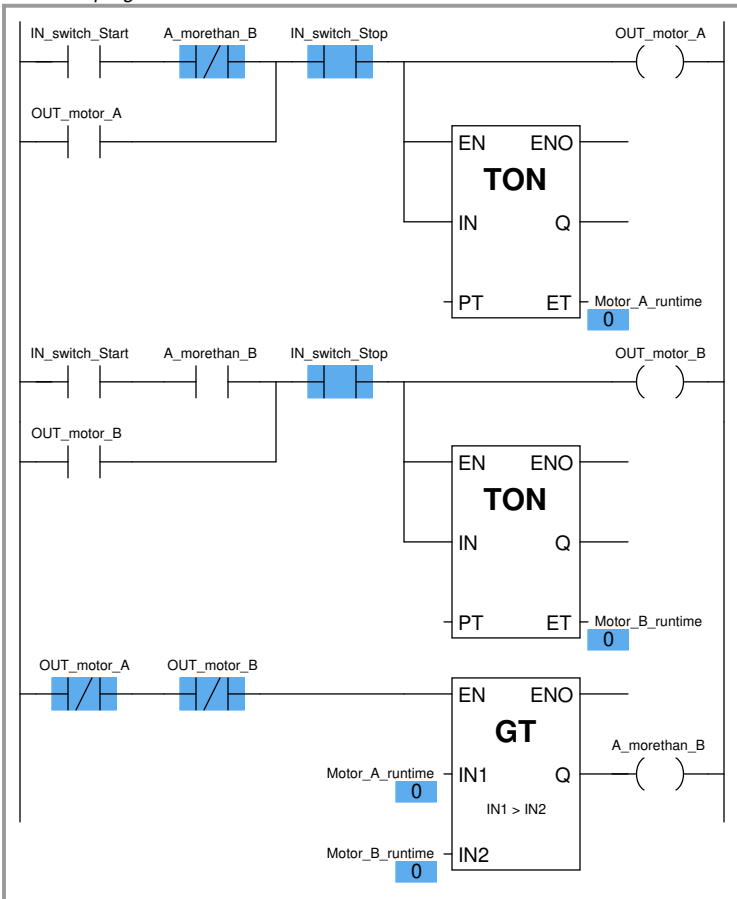 IN_switch_Start A_morethan_B IN_switch_Stop OUT_motor_A
OUT_motor_A
EN ENO
TON
IN Q
PT ET Motor_A_runtime
0
IN_switch_Start A_morethan_B IN_switch_Stop OUT_motor_B
OUT_motor_B
EN ENO
TON
IN Q
PT ET Motor_B_runtime
0
OUT_motor_A OUT_motor_B
EN ENO
GT
A_morethan_B
Motor_A_runtime IN1 Q
0
IN1 > IN2
Motor_B_runtime IN2
0